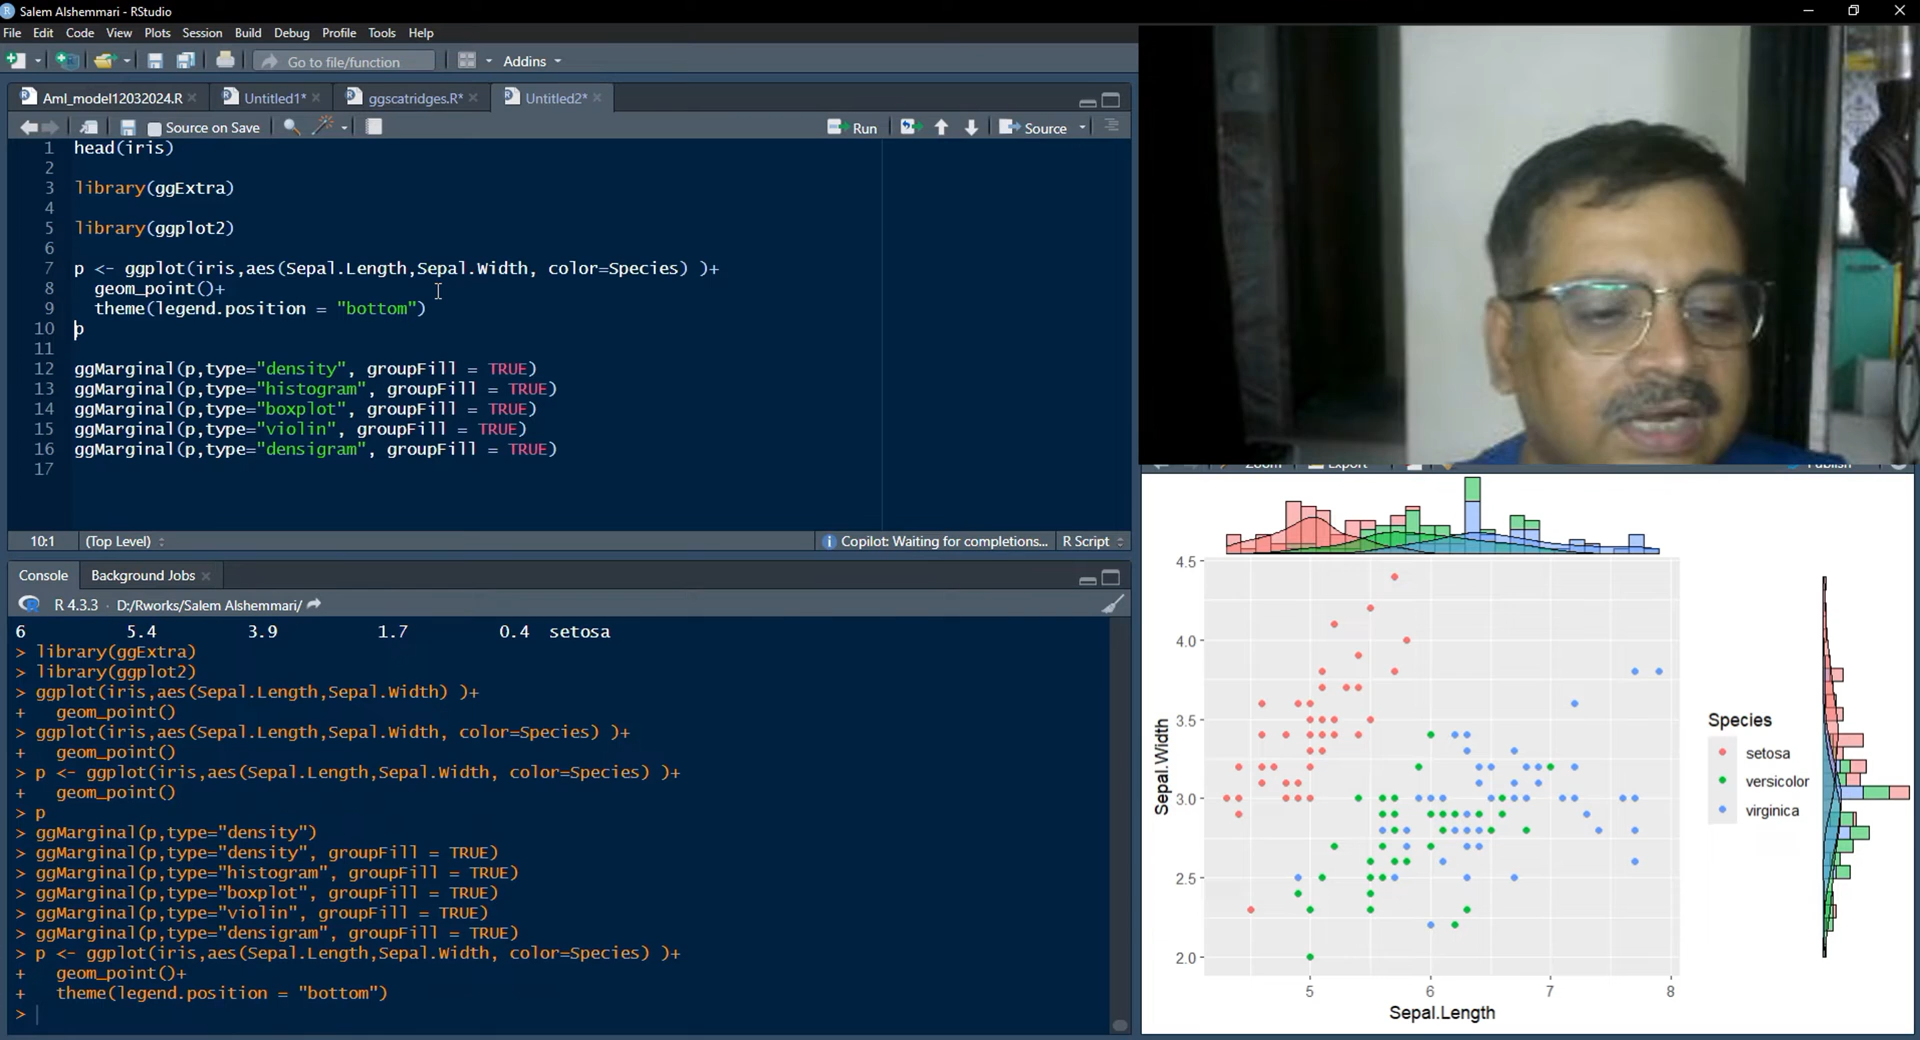 Salem Alshemmari - RStudio
File Edit Code View Plots Session Build Debug Profile Tools Help
Go to file/function Addins
Aml_model12032024.R Untitled1* ggscatridges.R* Untitled2*
Source on Save Run Source
1 head(iris)
2
3 library(ggExtra)
4
5 library(ggplot2)
6
7 p <- ggplot(iris,aes(Sepal.Length,Sepal.Width, color=Species) )+
8 geom_point()+
9 theme(legend.position = "bottom")
10 p
11
12 ggMarginal(p,type="density", groupFill = TRUE)
13 ggMarginal(p,type="histogram", groupFill = TRUE)
14 ggMarginal(p,type="boxplot", groupFill = TRUE)
15 ggMarginal(p,type="violin", groupFill = TRUE)
16 ggMarginal(p,type="densigram", groupFill = TRUE)
17
10:1 (Top Level) Copilot: Waiting for completions... R Script
Console Background Jobs
R 4.3.3 · D:/Rworks/Salem Alshemmari/
6 5.4 3.9 1.7 0.4 setosa
> library(ggExtra)
> library(ggplot2)
> ggplot(iris,aes(Sepal.Length,Sepal.Width) )+
+ geom_point()
> ggplot(iris,aes(Sepal.Length,Sepal.Width, color=Species) )+
+ geom_point()
> p <- ggplot(iris,aes(Sepal.Length,Sepal.Width, color=Species) )+
+ geom_point()
> p
> ggMarginal(p,type="density")
> ggMarginal(p,type="density", groupFill = TRUE)
> ggMarginal(p,type="histogram", groupFill = TRUE)
> ggMarginal(p,type="boxplot", groupFill = TRUE)
> ggMarginal(p,type="violin", groupFill = TRUE)
> ggMarginal(p,type="densigram", groupFill = TRUE)
> p <- ggplot(iris,aes(Sepal.Length,Sepal.Width, color=Species) )+
+ geom_point()+
+ theme(legend.position = "bottom")
>
Zoom Export Publish
4.5
4.0
3.5
3.0
2.5
2.0
Sepal.Width
5 6 7 8
Sepal.Length
Species
setosa
versicolor
virginica